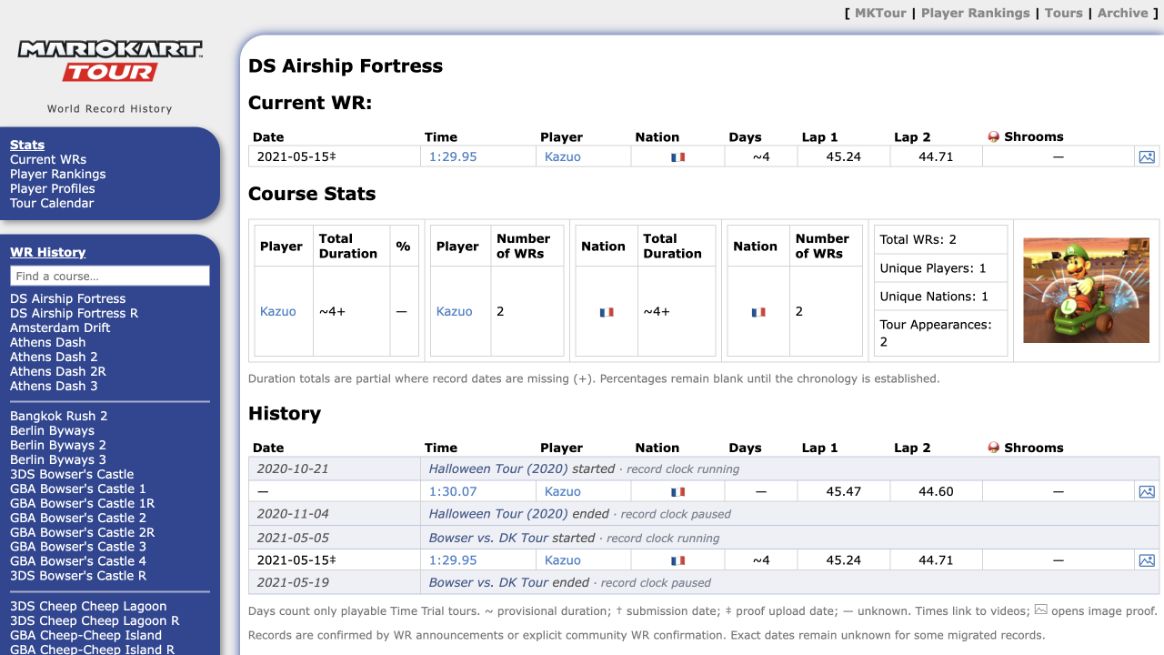 [ MKTour | Player Rankings | Tours | Archive ]
MARIOKART
TOUR
World Record History
Stats
Current WRs
Player Rankings
Player Profiles
Tour Calendar
WR History
Find a course...
DS Airship Fortress
DS Airship Fortress R
Amsterdam Drift
Athens Dash
Athens Dash 2
Athens Dash 2R
Athens Dash 3
Bangkok Rush 2
Berlin Byways
Berlin Byways 2
Berlin Byways 3
3DS Bowser's Castle
GBA Bowser's Castle 1
GBA Bowser's Castle 1R
GBA Bowser's Castle 2
GBA Bowser's Castle 2R
GBA Bowser's Castle 3
GBA Bowser's Castle 4
3DS Bowser's Castle R
3DS Cheep Cheep Lagoon
3DS Cheep Cheep Lagoon R
GBA Cheep-Cheep Island
GBA Cheep-Cheep Island R
DS Airship Fortress
Current WR:
Date Time Player Nation Days Lap 1 Lap 2 Shrooms
2021-05-15‡ 1:29.95 Kazuo ~4 45.24 44.71 —
Course Stats
Player Total Duration % Player Number of WRs Nation Total Duration Nation Number of WRs
Kazuo ~4+ — Kazuo 2 ~4+ 2
Total WRs: 2
Unique Players: 1
Unique Nations: 1
Tour Appearances:
2
Duration totals are partial where record dates are missing (+). Percentages remain blank until the chronology is established.
History
Date Time Player Nation Days Lap 1 Lap 2 Shrooms
2020-10-21 Halloween Tour (2020) started · record clock running
— 1:30.07 Kazuo — 45.47 44.60 —
2020-11-04 Halloween Tour (2020) ended · record clock paused
2021-05-05 Bowser vs. DK Tour started · record clock running
2021-05-15‡ 1:29.95 Kazuo ~4 45.24 44.71 —
2021-05-19 Bowser vs. DK Tour ended · record clock paused
Days count only playable Time Trial tours. ~ provisional duration; † submission date; ‡ proof upload date; — unknown. Times link to videos; opens image proof.
Records are confirmed by WR announcements or explicit community WR confirmation. Exact dates remain unknown for some migrated records.